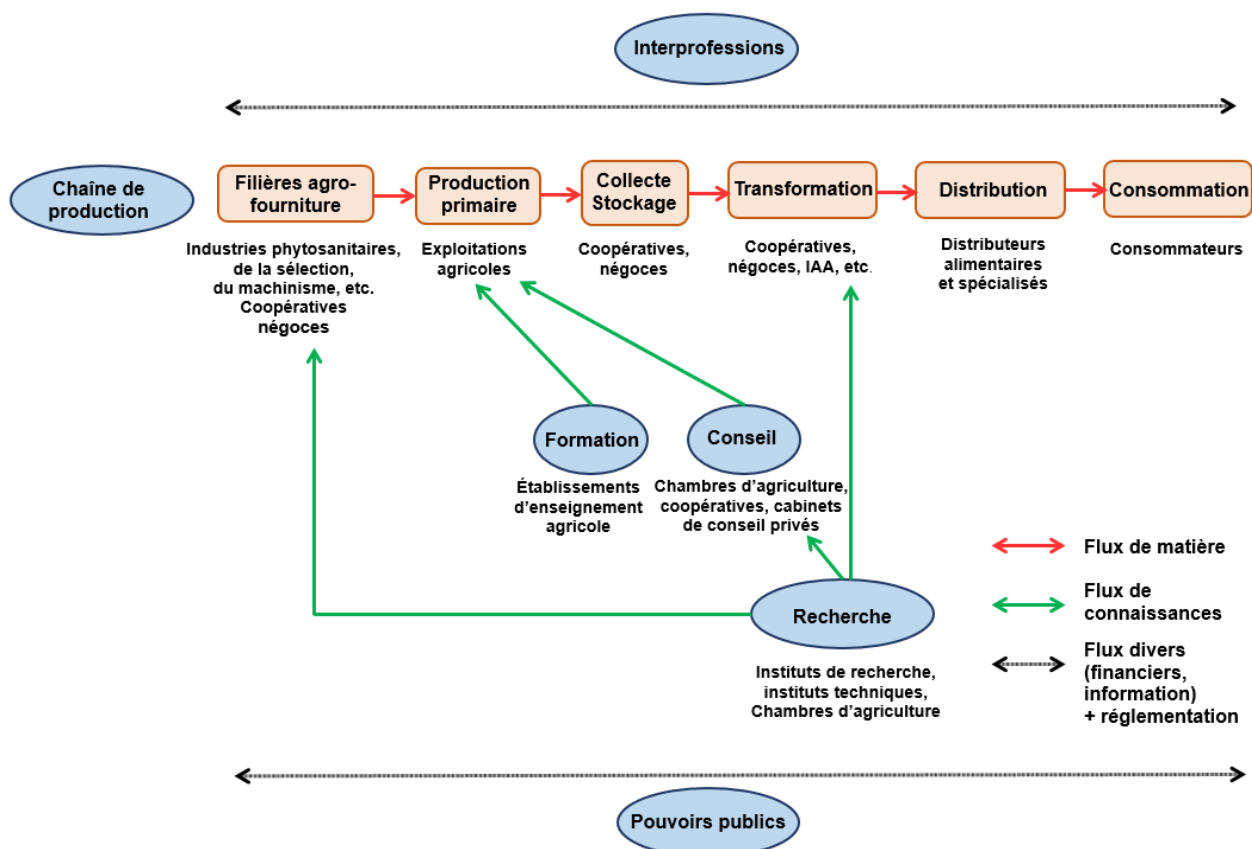 Interprofessions
Chaîne de
production
Filières agro-
fourniture
Production
primaire
Collecte
Stockage
Transformation
Distribution
Consommation
Industries phytosanitaires,
de la sélection,
du machinisme, etc.
Coopératives
négoces
Exploitations
agricoles
Coopératives,
négoces
Coopératives,
négoces, IAA, etc.
Distributeurs
alimentaires
et spécialisés
Consommateurs
Formation
Établissements
d'enseignement
agricole
Conseil
Chambres d'agriculture,
coopératives, cabinets
de conseil privés
Recherche
Instituts de recherche,
instituts techniques,
Chambres d'agriculture
Flux de matière
Flux de
connaissances
Flux divers
(financiers,
information)
+ réglementation
Pouvoirs publics